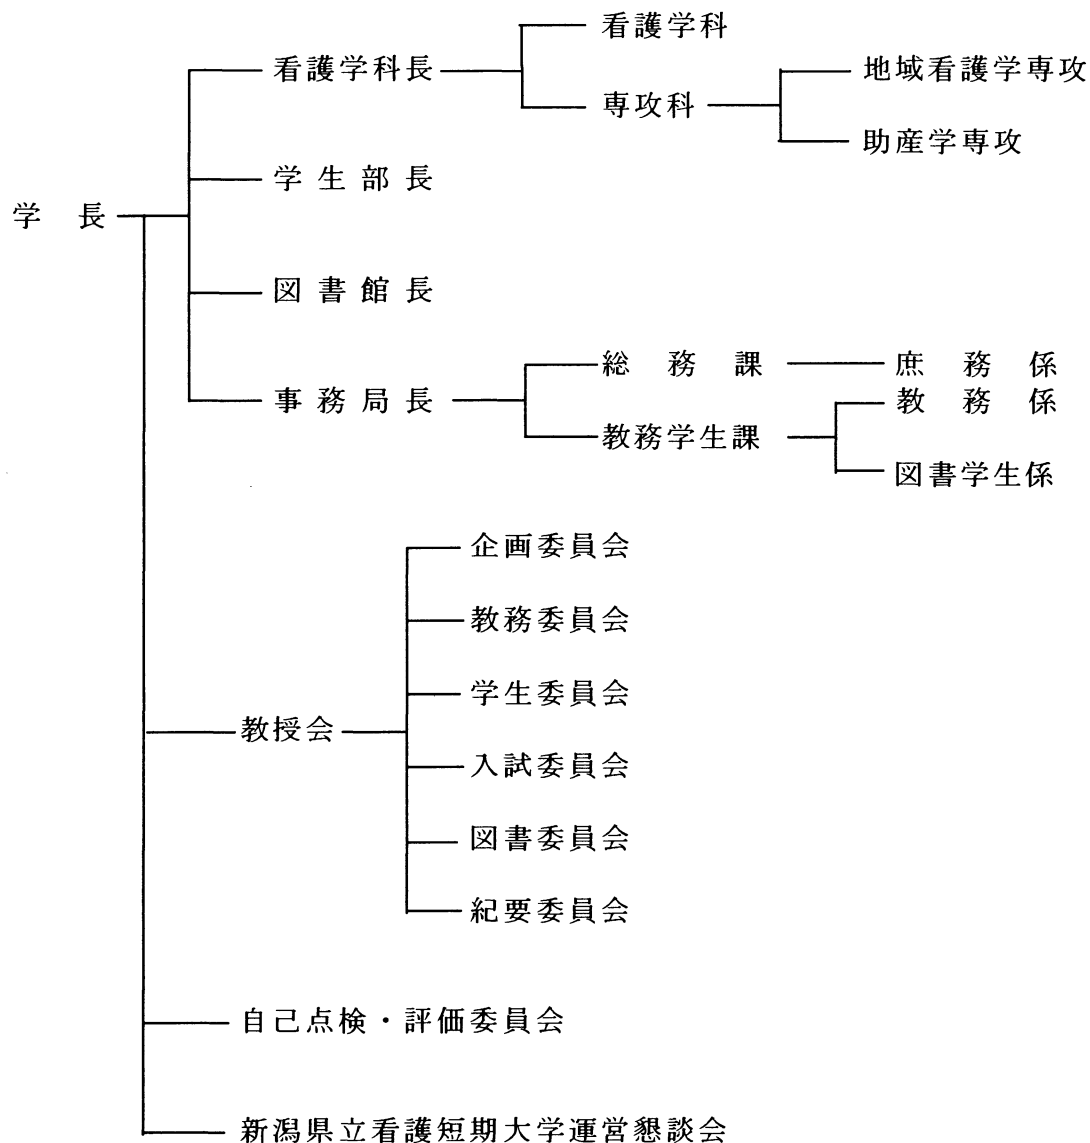 看護学科
看護学科長
地域看護学専攻
専攻科
助産学専攻
学生部長
学長
図書館長
総務課
庶務係
事務局長
教務係
教務学生課
図書学生係
企画委員会
教務委員会
学生委員会
教授会
入試委員会
図書委員会
紀要委員会
自己点検・評価委員会
新潟県立看護短期大学運営懇談会